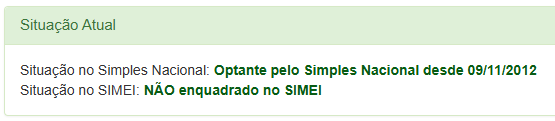 Situação Atual
Situação no Simples Nacional: Optante pelo Simples Nacional desde 09/11/2012
Situação no SIMEI: NÃO enquadrado no SIMEI